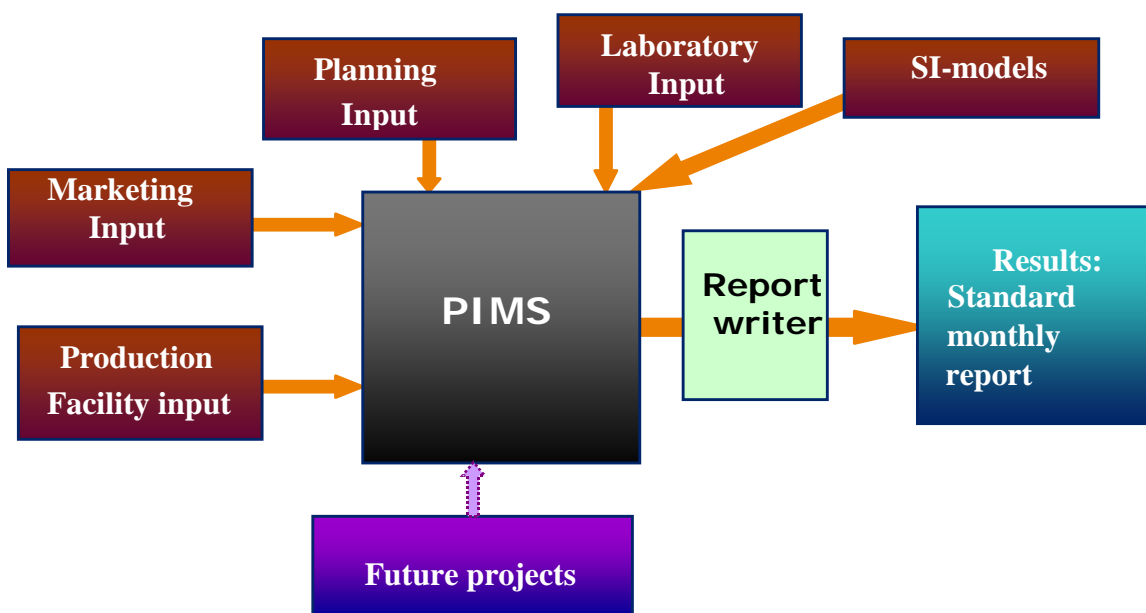 Planning
Input
Laboratory
Input
SI-models
Marketing
Input
Production
Facility input
PIMS
Report
writer
Results:
Standard
monthly
report
Future projects